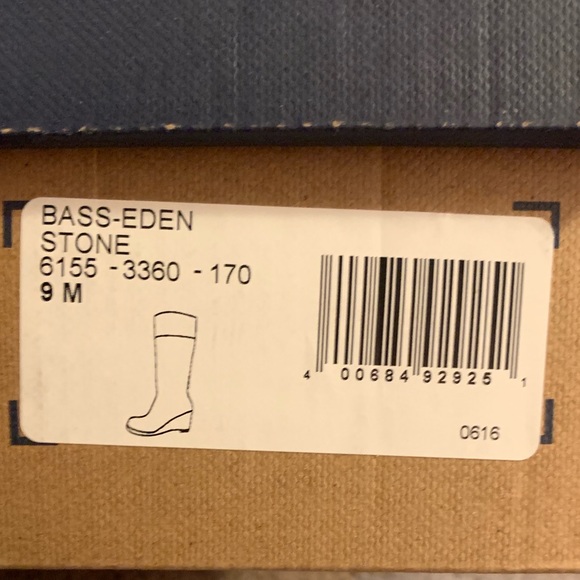 BASS-EDEN
STONE
6155 - 3360 - 170
9 M
4 00684 92925 1
0616